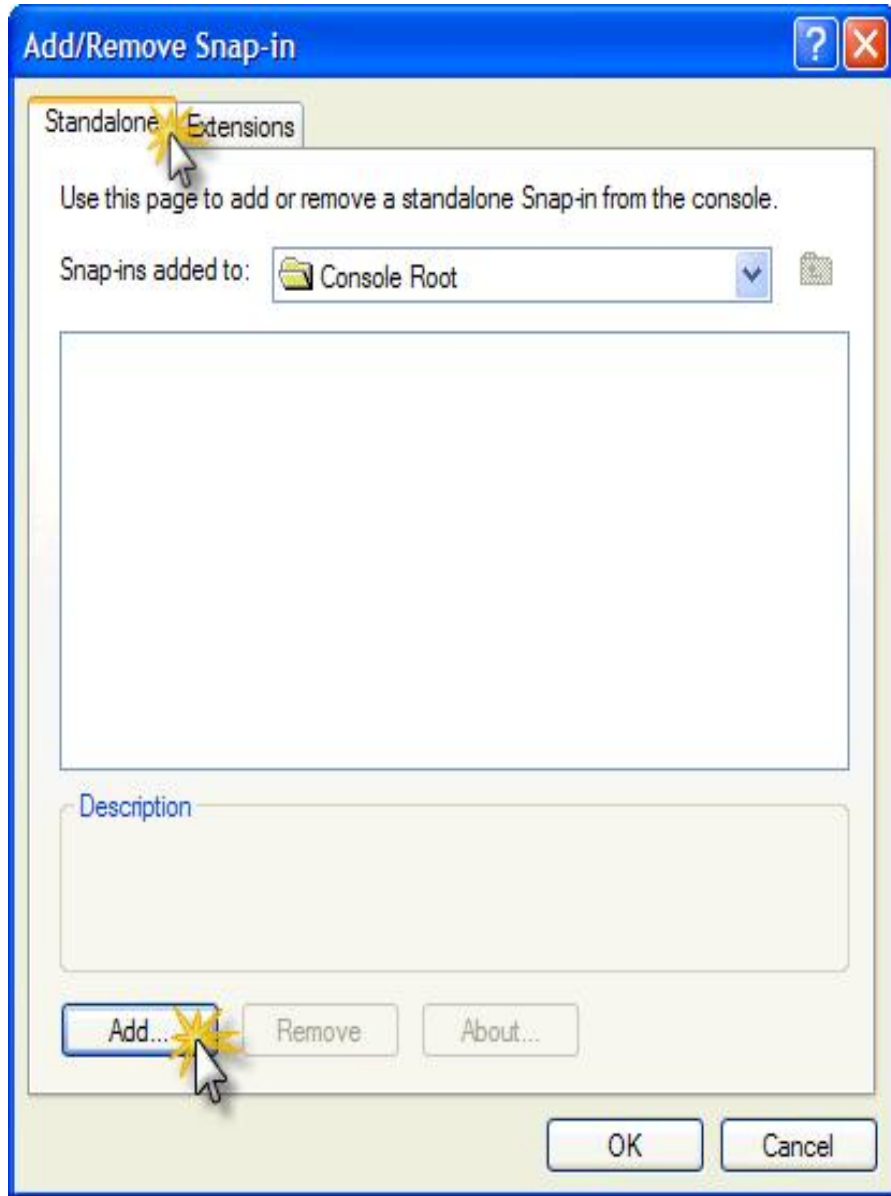 Add/Remove Snap-in
?
Standalone Extensions
Use this page to add or remove a standalone Snap-in from the console.
Snap-ins added to: Console Root
Description
Add... Remove About...
OK Cancel